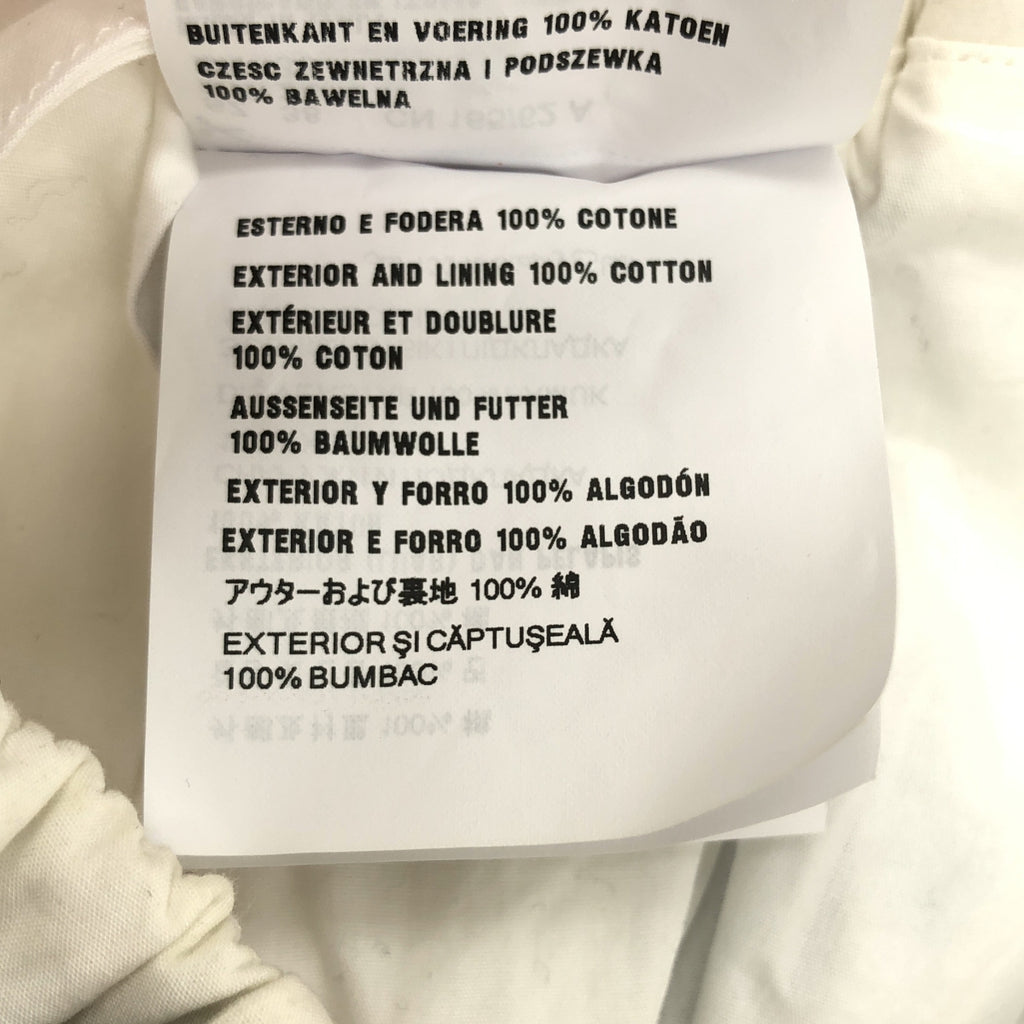 BUITENKANT EN VOERING 100% KATOEN
CZESC ZEWNETRZNA I PODSZEWKA
100% BAWELNA
ESTERNO E FODERA 100% COTONE
EXTERIOR AND LINING 100% COTTON
EXTÉRIEUR ET DOUBLURE
100% COTON
AUSSENSEITE UND FUTTER
100% BAUMWOLLE
EXTERIOR Y FORRO 100% ALGODÓN
EXTERIOR E FORRO 100% ALGODÃO
アウターおよび裏地 100% 綿
EXTERIOR ŞI CĂPTUŞEALĂ
100% BUMBAC